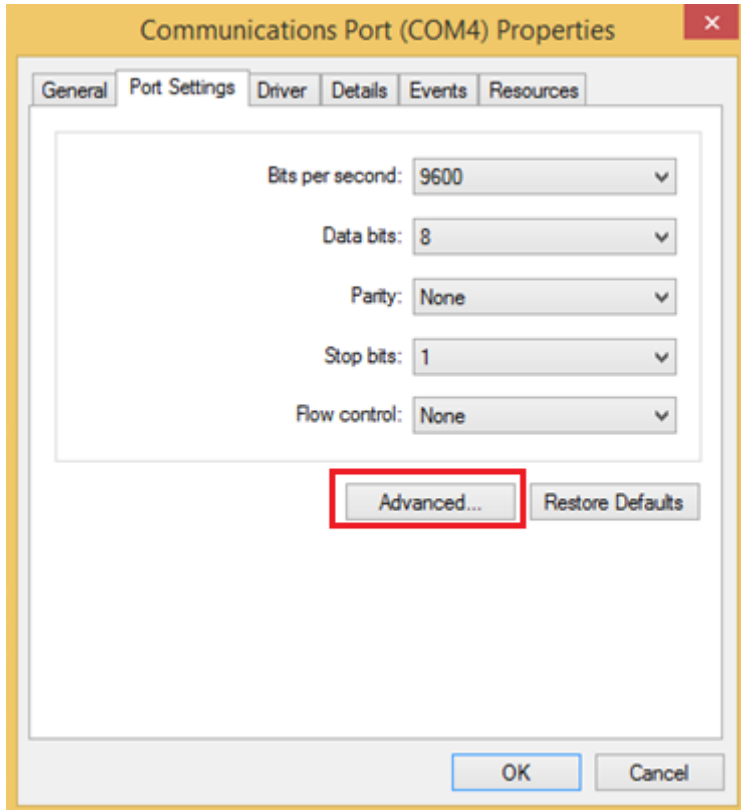 Communications Port (COM4) Properties
General Port Settings Driver Details Events Resources
Bits per second: 9600
Data bits: 8
Parity: None
Stop bits: 1
Flow control: None
Advanced... Restore Defaults
OK Cancel